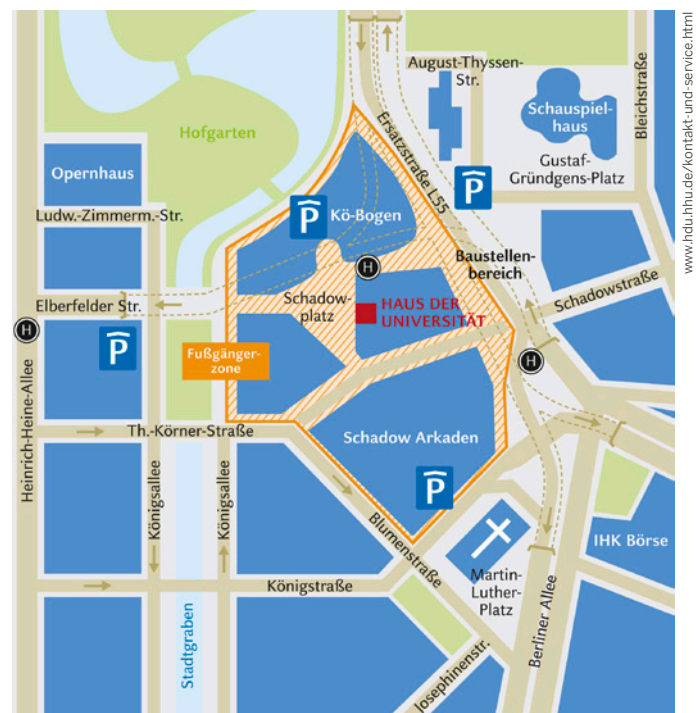 August-Thyssen-
Str.
Schauspiel-
haus
Gustaf-
Gründgens-Platz
Bleichstraße
www.hdu.hhu.de/kontakt-und-service.html
Hofgarten
Ersatzstraße L55
Opernhaus
P
P
Kö-Bogen
Ludw.-Zimmerm.-Str.
H
Baustellen-
bereich
Schadowstraße
Elberfelder Str.
Schadow-
platz
HAUS DER
UNIVERSITÄT
H
P
H
Fußgänger-
zone
Heinrich-Heine-Allee
Th.-Körner-Straße
Schadow Arkaden
P
Königsallee
Königsallee
Blumenstraße
IHK Börse
Königstraße
Martin-
Luther-
Platz
Berliner Allee
Stadtgraben
Josephinenstr.